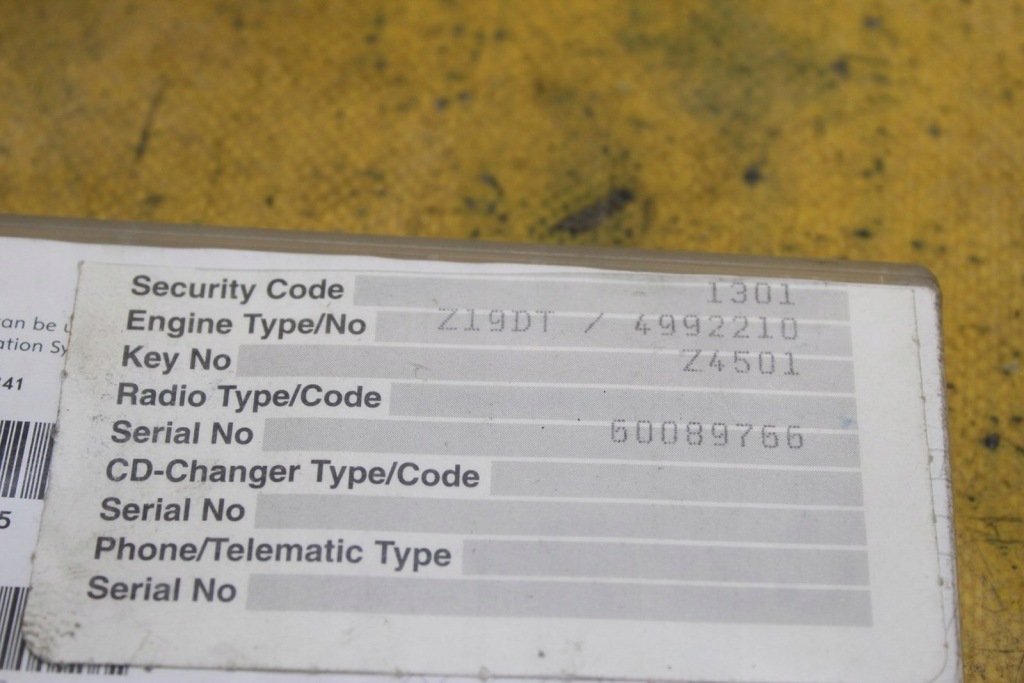 Security Code 1301
Engine Type/No Z19DT / 4992210
Key No Z4501
Radio Type/Code
Serial No 60089766
CD-Changer Type/Code
Serial No
Phone/Telematic Type
Serial No
an be
ation Sy
41
5